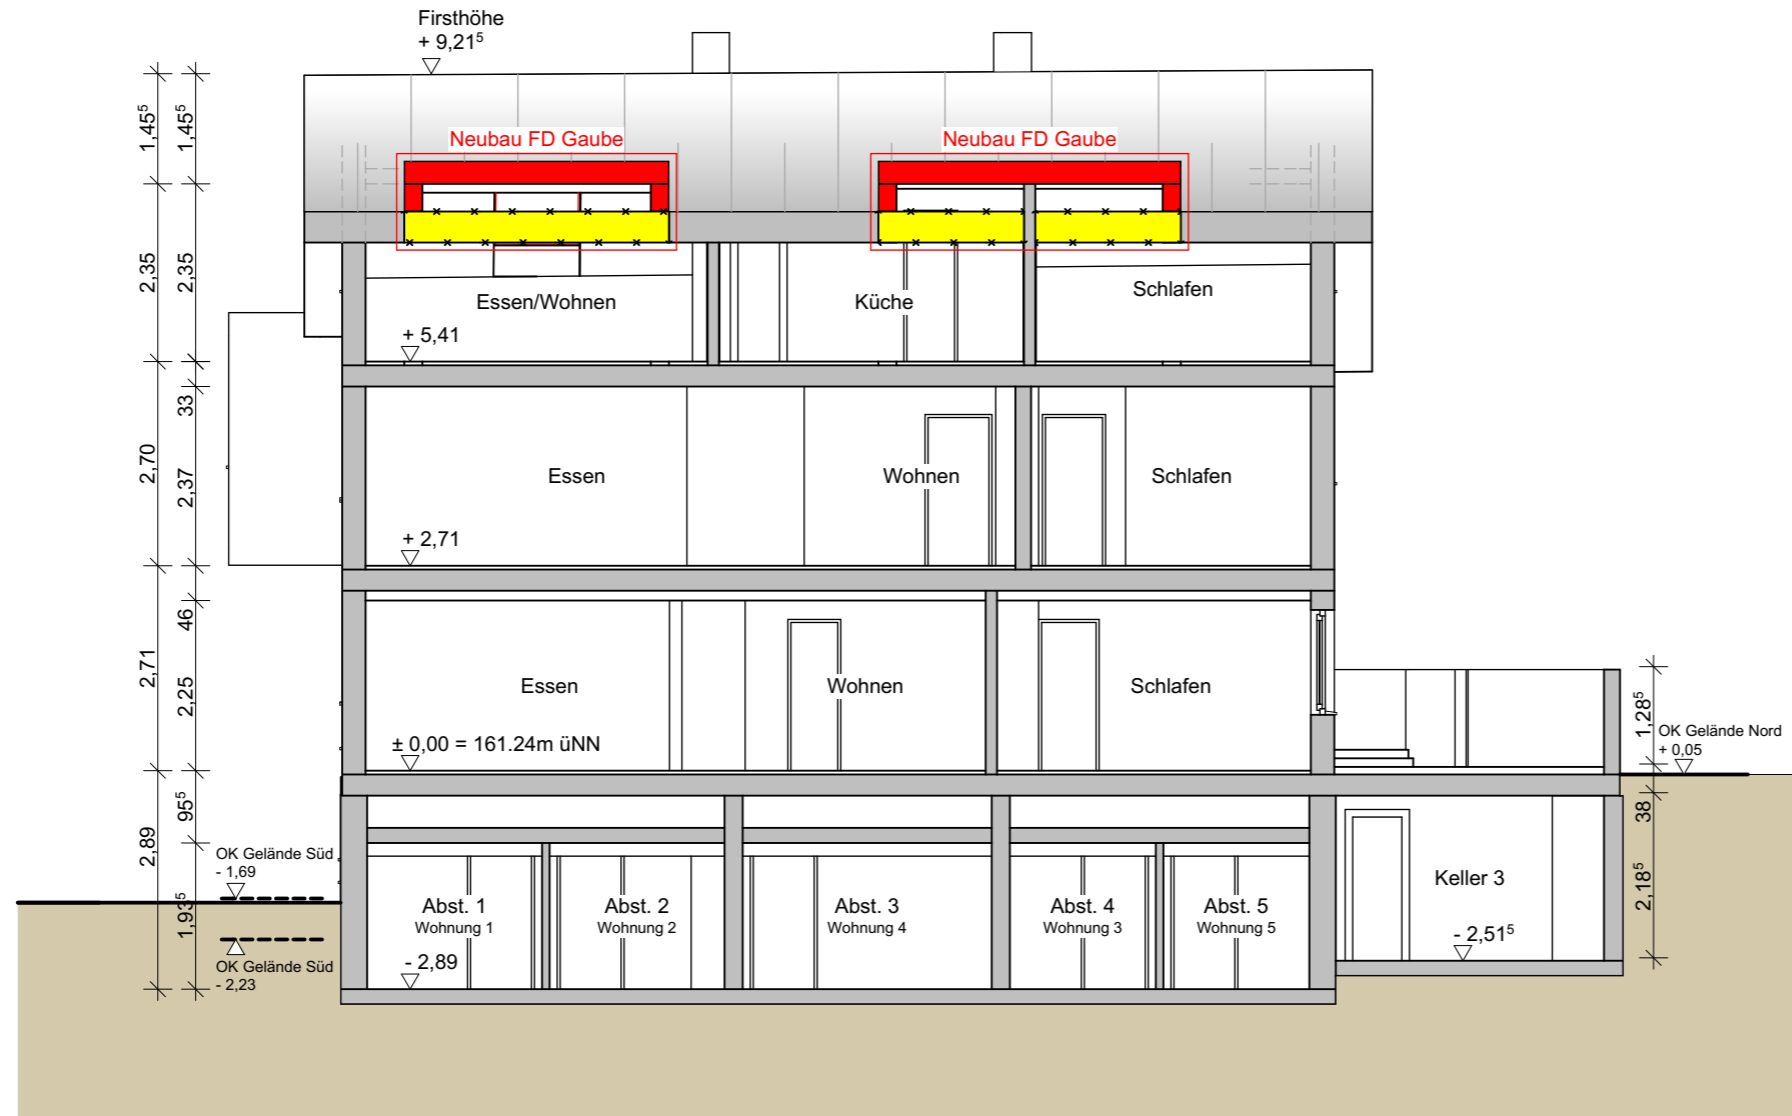 Firsthöhe
+ 9,21⁵
Neubau FD Gaube
Neubau FD Gaube
1,45⁵
1,45⁵
2,35
2,35
Essen/Wohnen
Küche
Schlafen
+ 5,41
33
2,70
2,37
Essen
Wohnen
Schlafen
+ 2,71
46
2,71
2,25
Essen
Wohnen
Schlafen
± 0,00 = 161.24m üNN
1,28⁵
OK Gelände Nord
+ 0,05
95⁵
38
2,89
1,93⁵
OK Gelände Süd
- 1,69
OK Gelände Süd
- 2,23
Abst. 1
Wohnung 1
Abst. 2
Wohnung 2
Abst. 3
Wohnung 4
Abst. 4
Wohnung 3
Abst. 5
Wohnung 5
Keller 3
2,18⁵
- 2,89
- 2,51⁵